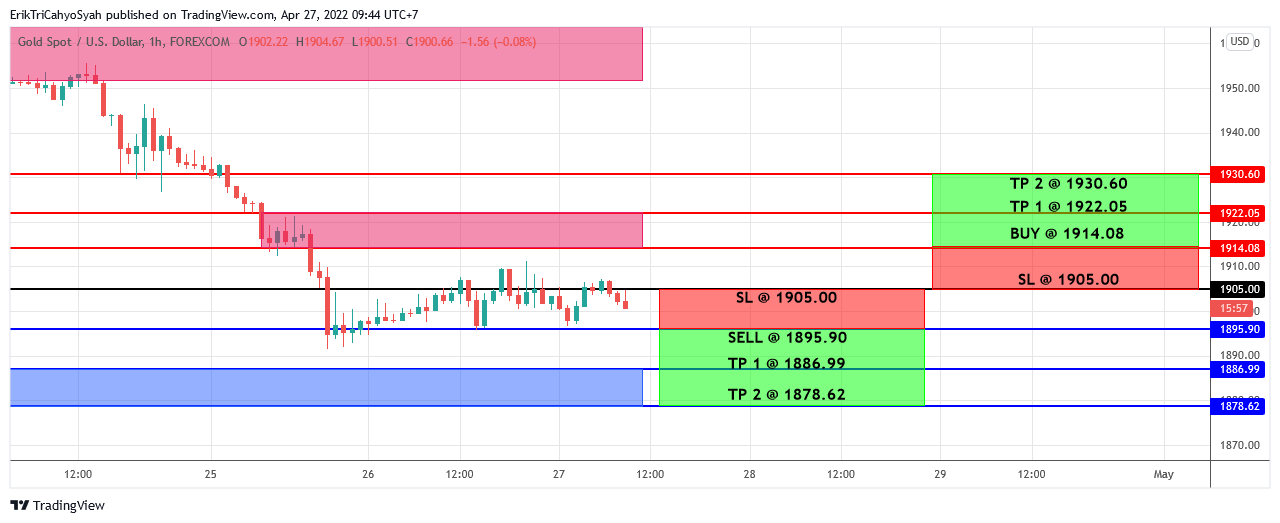 ErikTriCahyoSyah published on TradingView.com, Apr 27, 2022 09:44 UTC+7
Gold Spot / U.S. Dollar, 1h, FOREXCOM O1902.22 H1904.67 L1900.51 C1900.66 −1.56 (−0.08%)
USD
1950.00
1940.00
1930.60
TP 2 @ 1930.60
TP 1 @ 1922.05
1922.05
1920.00
BUY @ 1914.08
1914.08
1910.00
SL @ 1905.00
1905.00
SL @ 1905.00
15:57
1895.90
SELL @ 1895.90
1890.00
TP 1 @ 1886.99
1886.99
TP 2 @ 1878.62
1878.62
1870.00
12:00 25 26 12:00 27 12:00 28 12:00 29 12:00 May
TradingView